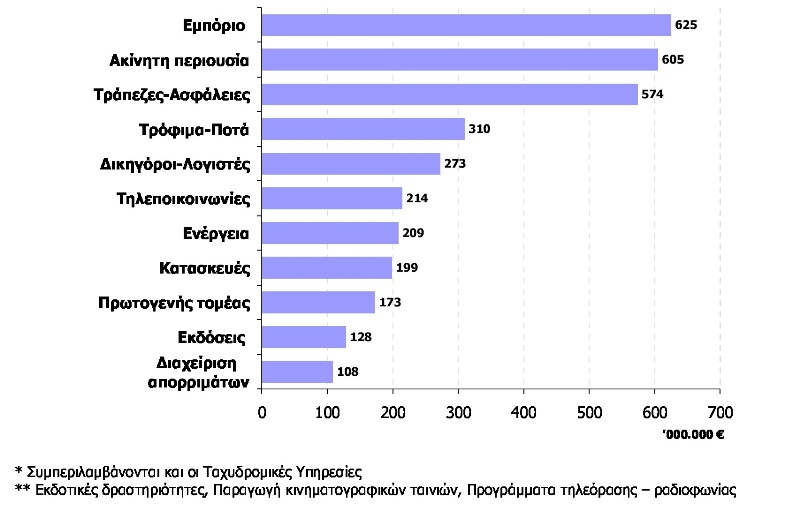 Εμπόριο 625
Ακίνητη περιουσία 605
Τράπεζες-Ασφάλειες 574
Τρόφιμα-Ποτά 310
Δικηγόροι-Λογιστές 273
Τηλεποικοινωνίες 214
Ενέργεια 209
Κατασκευές 199
Πρωτογενής τομέας 173
Εκδόσεις 128
Διαχείριση
απορριμάτων 108
0 100 200 300 400 500 600 700
'000.000 €
* Συμπεριλαμβάνονται και οι Ταχυδρομικές Υπηρεσίες
** Εκδοτικές δραστηριότητες, Παραγωγή κινηματογραφικών ταινιών, Προγράμματα τηλεόρασης – ραδιοφωνίας